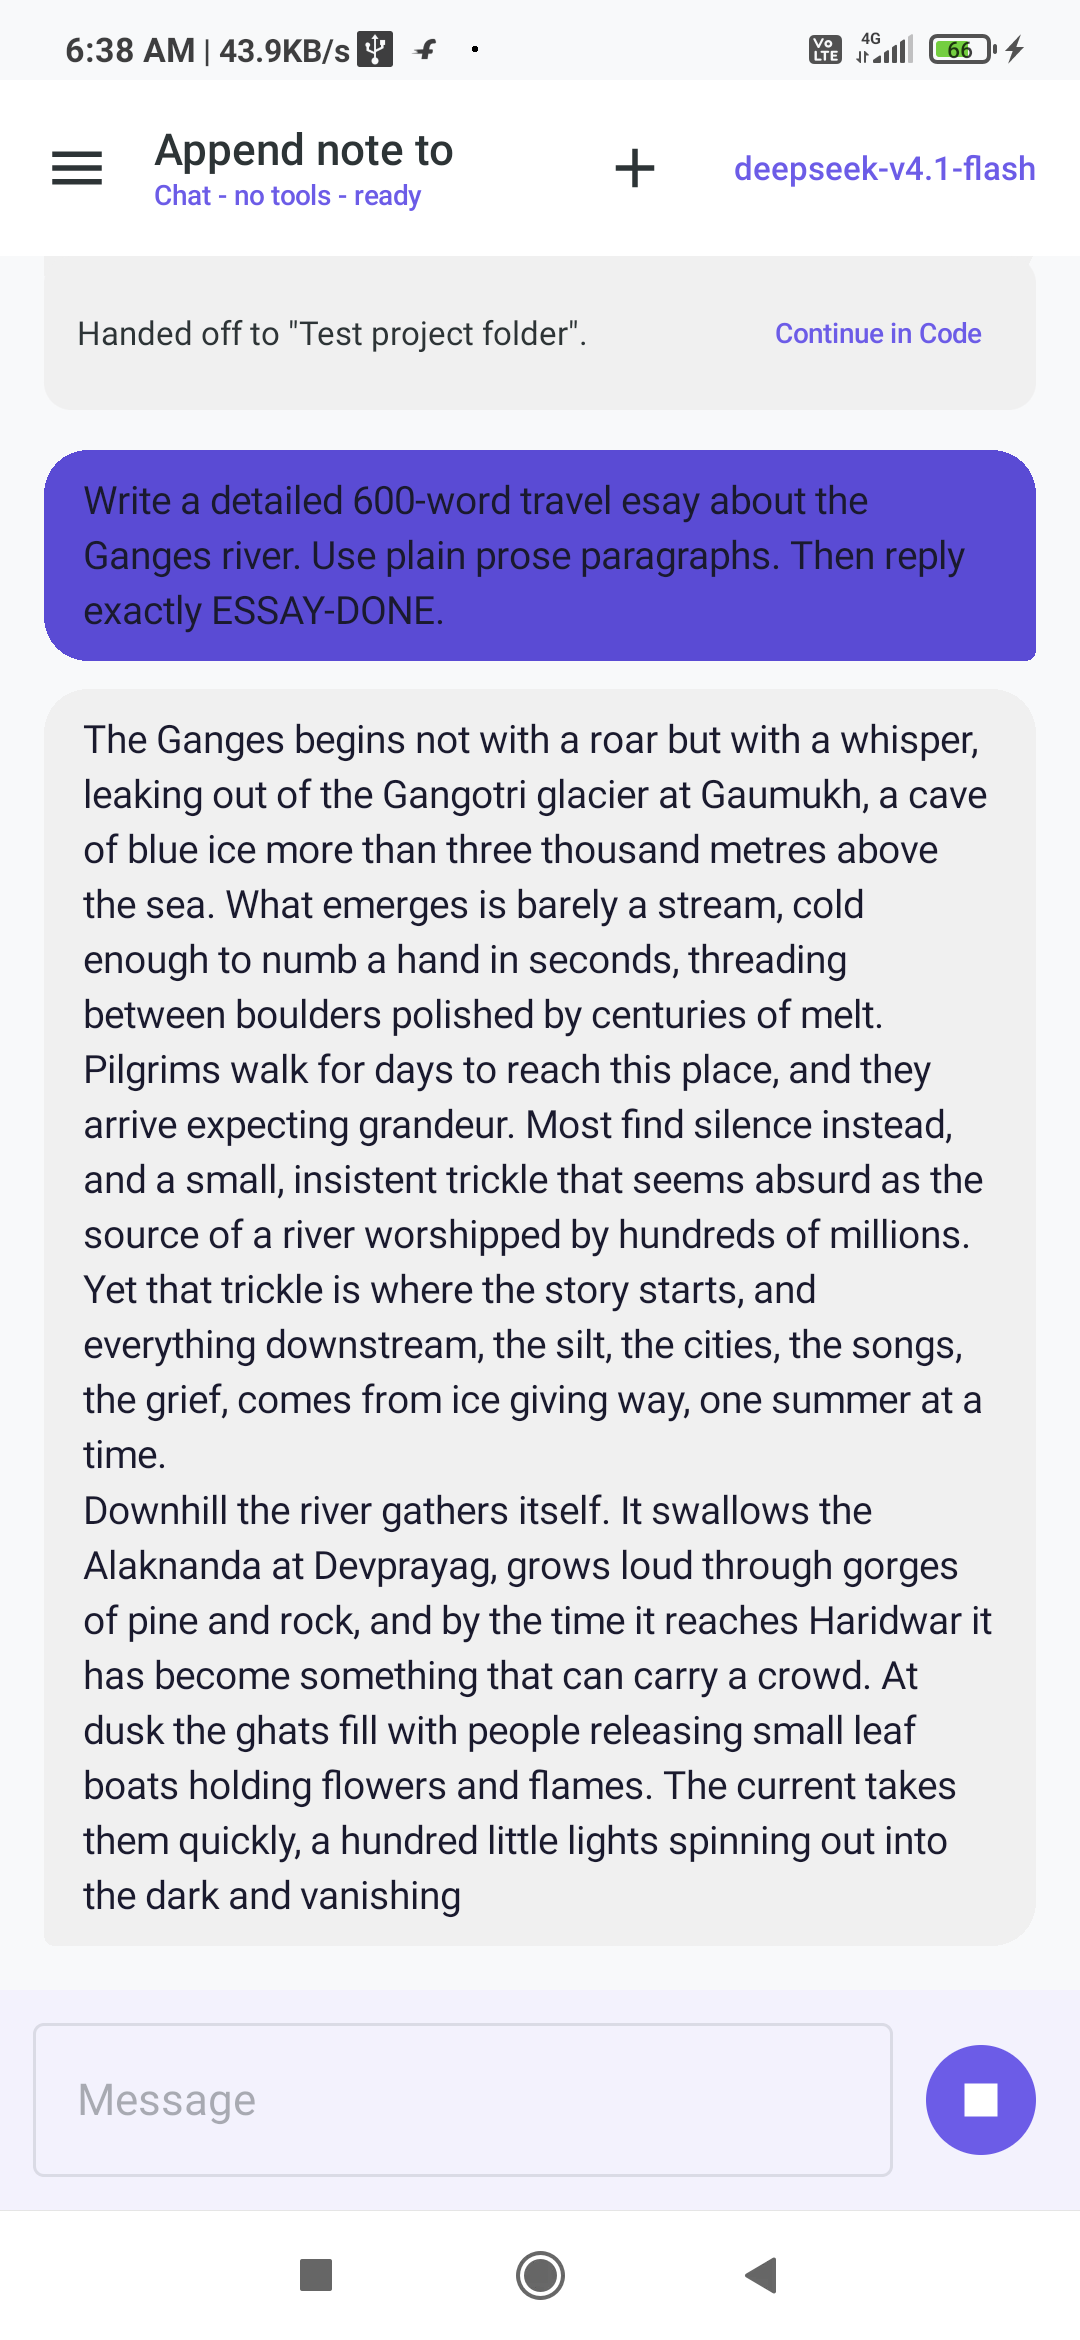 6:38 AM | 43.9KB/s
Vo LTE 4G 66
Append note to
Chat - no tools - ready
deepseek-v4.1-flash
Handed off to "Test project folder".
Continue in Code
Write a detailed 600-word travel esay about the
Ganges river. Use plain prose paragraphs. Then reply
exactly ESSAY-DONE.
The Ganges begins not with a roar but with a whisper,
leaking out of the Gangotri glacier at Gaumukh, a cave
of blue ice more than three thousand metres above
the sea. What emerges is barely a stream, cold
enough to numb a hand in seconds, threading
between boulders polished by centuries of melt.
Pilgrims walk for days to reach this place, and they
arrive expecting grandeur. Most find silence instead,
and a small, insistent trickle that seems absurd as the
source of a river worshipped by hundreds of millions.
Yet that trickle is where the story starts, and
everything downstream, the silt, the cities, the songs,
the grief, comes from ice giving way, one summer at a
time.
Downhill the river gathers itself. It swallows the
Alaknanda at Devprayag, grows loud through gorges
of pine and rock, and by the time it reaches Haridwar it
has become something that can carry a crowd. At
dusk the ghats fill with people releasing small leaf
boats holding flowers and flames. The current takes
them quickly, a hundred little lights spinning out into
the dark and vanishing
Message